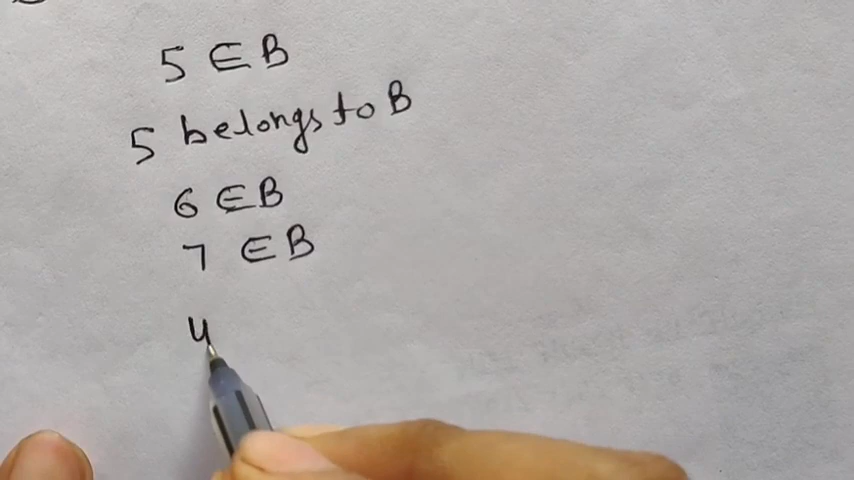 5 ∈ B
5 belongs to B
6 ∈ B
7 ∈ B
4